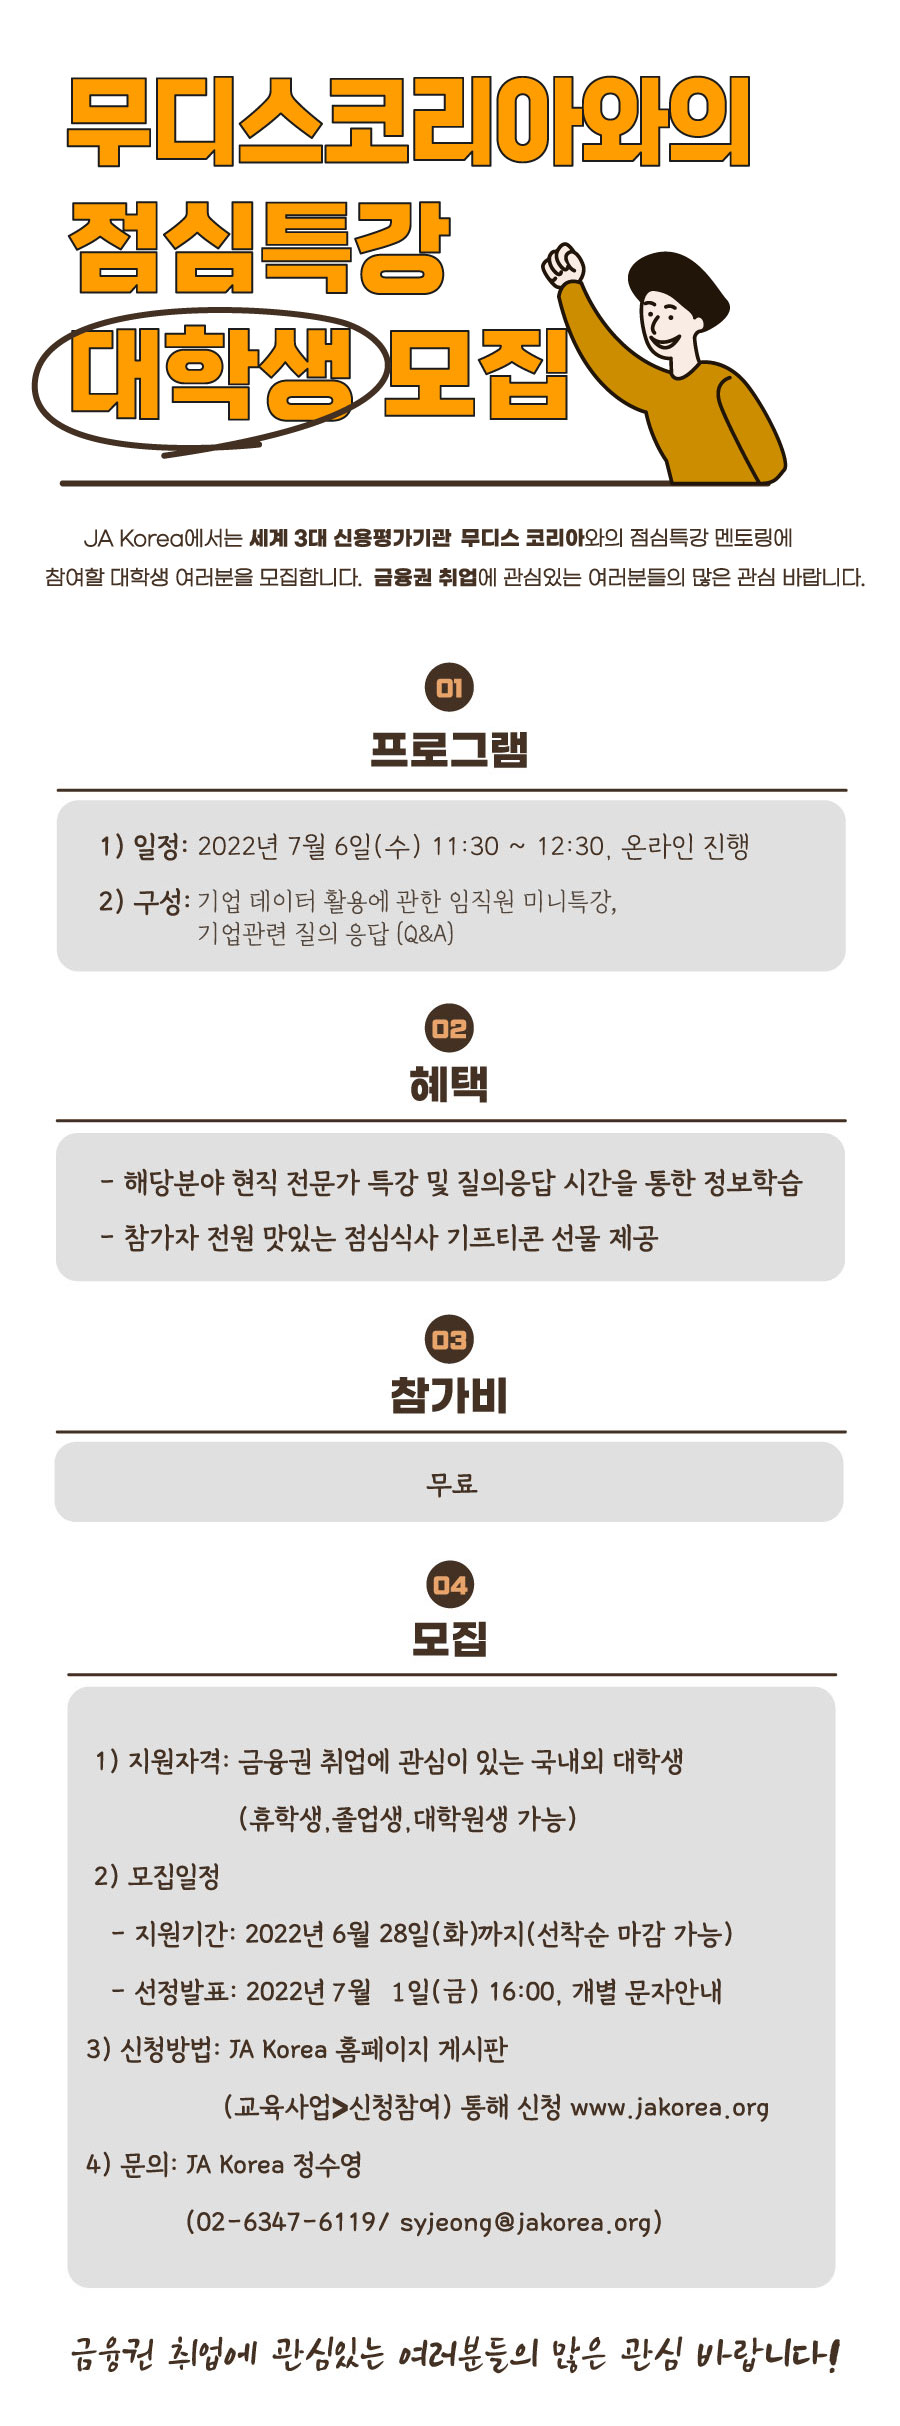 무디스코리아와의
점심특강
대학생 모집
JA Korea에서는 세계 3대 신용평가기관 무디스 코리아와의 점심특강 멘토링에
참여할 대학생 여러분을 모집합니다. 금융권 취업에 관심있는 여러분들의 많은 관심 바랍니다.
01
프로그램
1) 일정: 2022년 7월 6일(수) 11:30 ~ 12:30, 온라인 진행
2) 구성: 기업 데이터 활용에 관한 임직원 미니특강,
기업관련 질의 응답 (Q&A)
02
혜택
- 해당분야 현직 전문가 특강 및 질의응답 시간을 통한 정보학습
- 참가자 전원 맛있는 점심식사 기프티콘 선물 제공
03
참가비
무료
04
모집
1) 지원자격: 금융권 취업에 관심이 있는 국내외 대학생
(휴학생,졸업생,대학원생 가능)
2) 모집일정
- 지원기간: 2022년 6월 28일(화)까지(선착순 마감 가능)
- 선정발표: 2022년 7월 1일(금) 16:00, 개별 문자안내
3) 신청방법: JA Korea 홈페이지 게시판
(교육사업>신청참여) 통해 신청 www.jakorea.org
4) 문의: JA Korea 정수영
(02-6347-6119/ syjeong@jakorea.org)
금융권 취업에 관심있는 여러분들의 많은 관심 바랍니다!